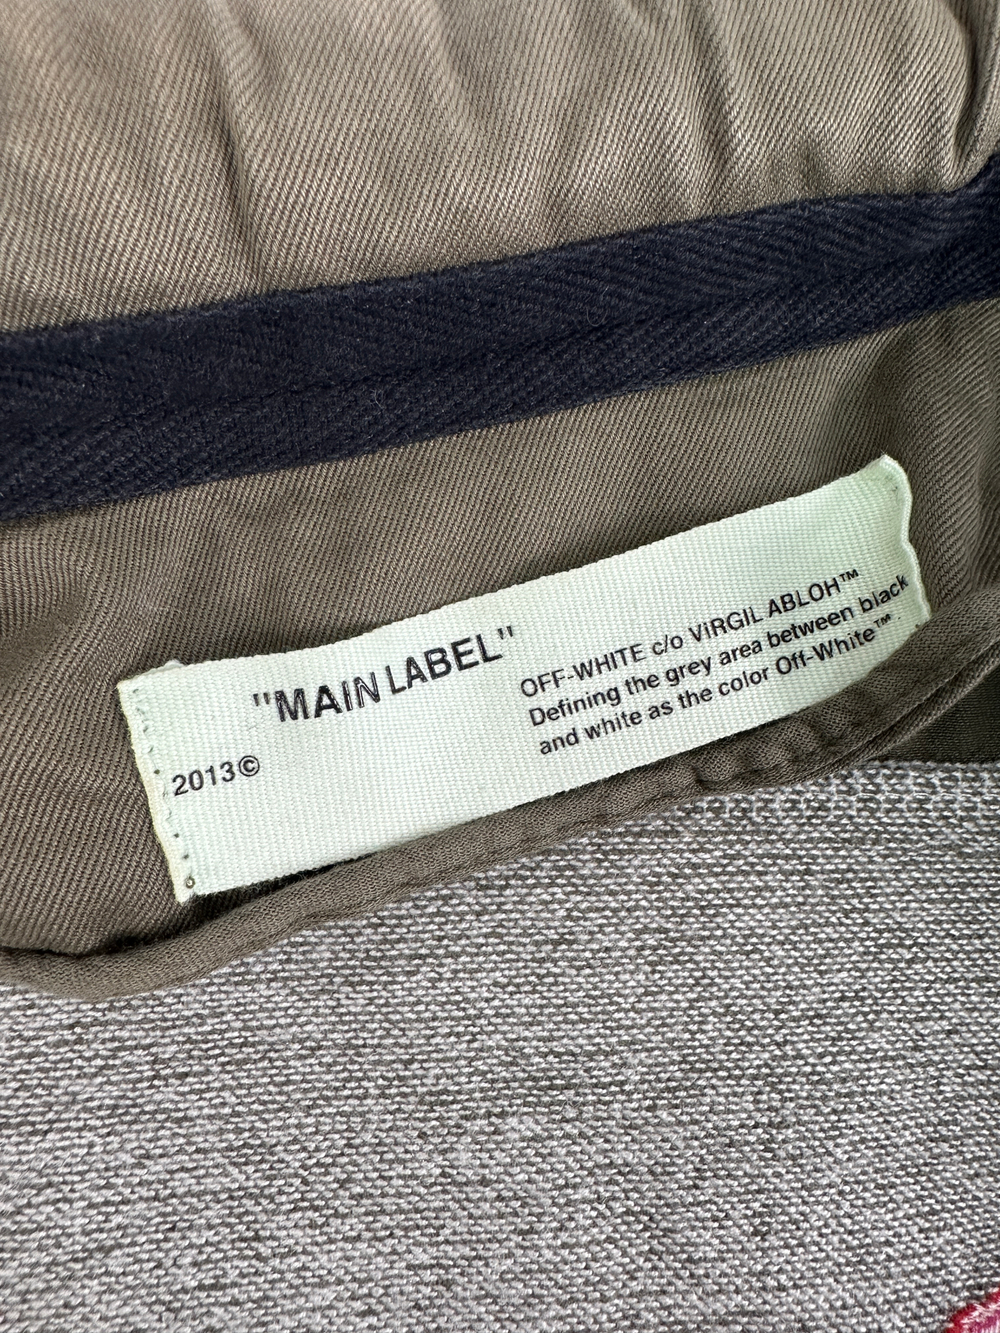 "MAIN LABEL"
2013©
OFF-WHITE c/o ViRGIL ABLOH™
Defining the grey area between black
and white as the color Off-White™.